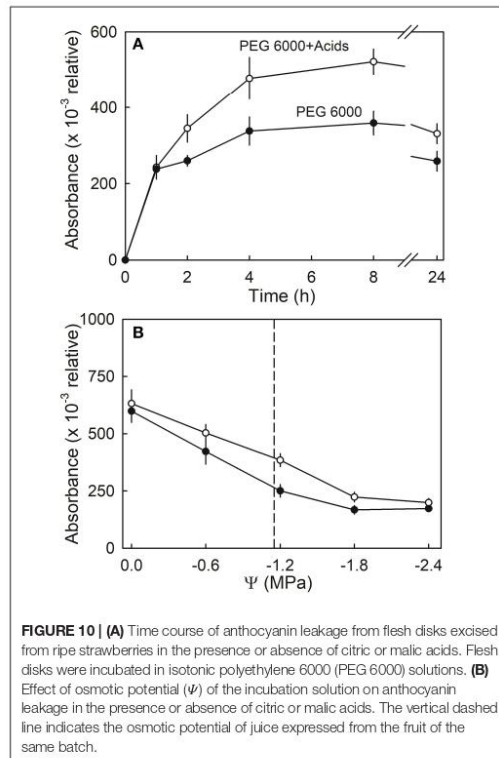 600
A
PEG 6000+Acids
400
PEG 6000
200
0
Absorbance (x 10⁻³ relative)
0 2 4 6 8 24
Time (h)
1000
B
750
500
250
0
Absorbance (x 10⁻³ relative)
0.0 -0.6 -1.2 -1.8 -2.4
Ψ (MPa)
FIGURE 10 | (A) Time course of anthocyanin leakage from flesh disks excised
from ripe strawberries in the presence or absence of citric or malic acids. Flesh
disks were incubated in isotonic polyethylene 6000 (PEG 6000) solutions. (B)
Effect of osmotic potential (Ψ) of the incubation solution on anthocyanin
leakage in the presence or absence of citric or malic acids. The vertical dashed
line indicates the osmotic potential of juice expressed from the fruit of the
same batch.